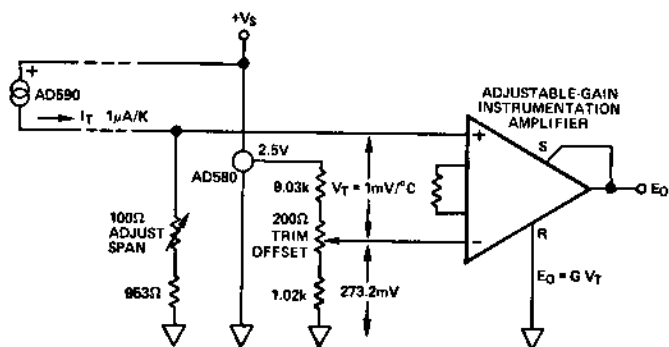 +VS
+
AD590
IT 1µA/K
ADJUSTABLE-GAIN
INSTRUMENTATION
AMPLIFIER
+
S
2.5V
AD580
9.03k
VT = 1mV/°C
EO
100Ω
ADJUST
SPAN
200Ω
TRIM
OFFSET
−
R
953Ω
1.02k
273.2mV
EO = G VT